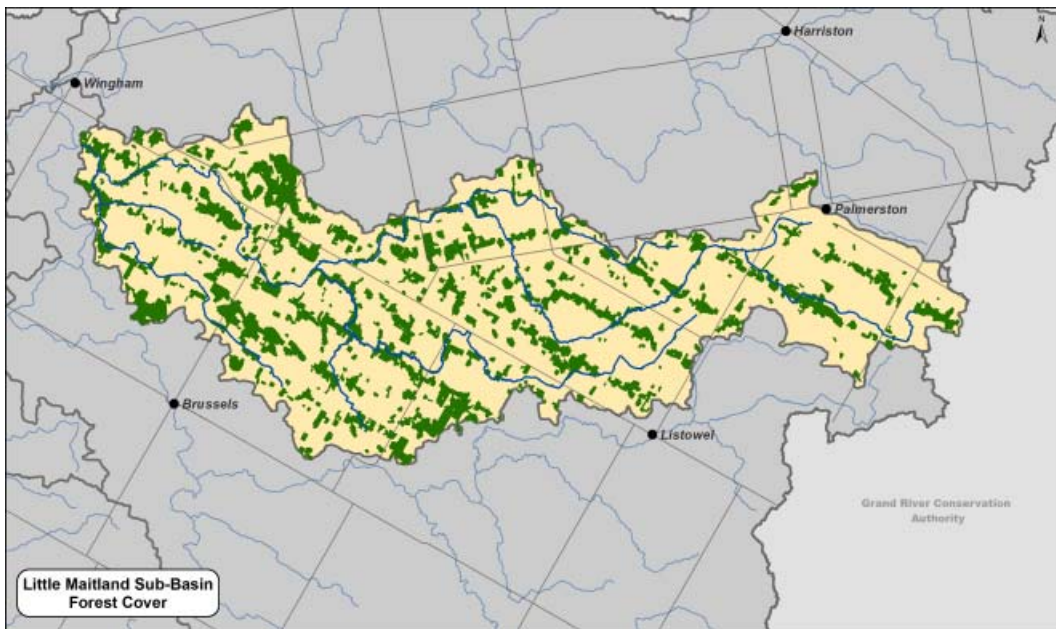 N
Harriston
Wingham
Palmerston
Brussels
Listowel
Grand River Conservation
Authority
Little Maitland Sub-Basin
Forest Cover